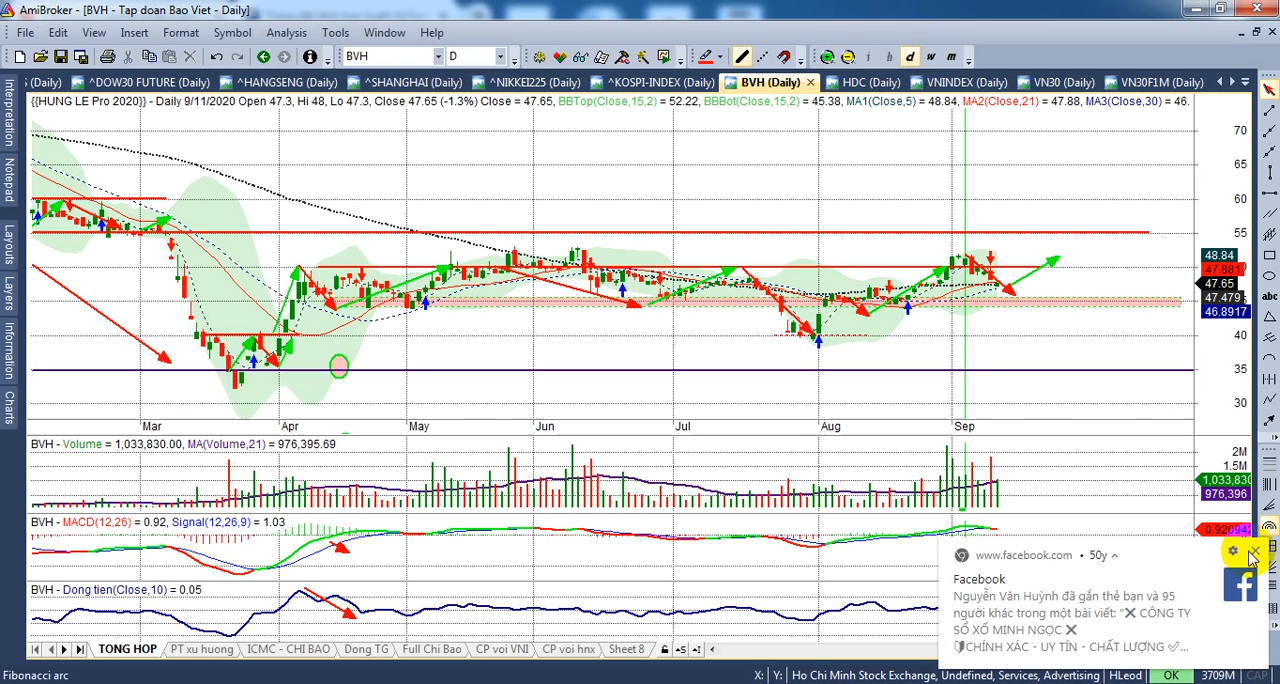 AmiBroker - [BVH - Tap doan Bao Viet - Daily]
File Edit View Insert Format Symbol Analysis Tools Window Help
BVH D i h d w m
(Daily) ^DOW30 FUTURE (Daily) ^HANGSENG (Daily) ^SHANGHAI (Daily) ^NIKKEI225 (Daily) ^KOSPI-INDEX (Daily) BVH (Daily) HDC (Daily) VNINDEX (Daily) VN30 (Daily) VN30F1M (Daily)
{{HUNG LE Pro 2020}} - Daily 9/11/2020 Open 47.3, Hi 48, Lo 47.3, Close 47.65 (-1.3%) Close = 47.65, BBTop(Close,15,2) = 52.22, BBBot(Close,15,2) = 45.38, MA1(Close,5) = 48.84, MA2(Close,21) = 47.88, MA3(Close,30) = 46.
Interpretation
Notepad
Layouts
Layers
Information
Charts
70
65
60
55
48.84
47.881
47.65
47.479
46.8917
40
35
30
abc
Mar Apr May Jun Jul Aug Sep
BVH - Volume = 1,033,830.00, MA(Volume,21) = 976,395.69
2M
1.5M
1,033,830
976,396
BVH - MACD(12,26) = 0.92, Signal(12,26,9) = 1.03
BVH - Dong tien(Close,10) = 0.05
www.facebook.com • 50y
Facebook
Nguyễn Văn Huỳnh đã gắn thẻ bạn và 95
người khác trong một bài viết: "❌ CÔNG TY
SỔ XỐ MINH NGỌC ❌
CHÍNH XÁC - UY TÍN - CHẤT LƯỢNG ✅...
TONG HOP PT xu huong ICMC - CHI BÁO Dong TG Full Chi Bao CP voi VNI CP voi hnx Sheet 8
Fibonacci arc X: Y: Ho Chi Minh Stock Exchange, Undefined, Services, Advertising HLeod OK 3709M CAP